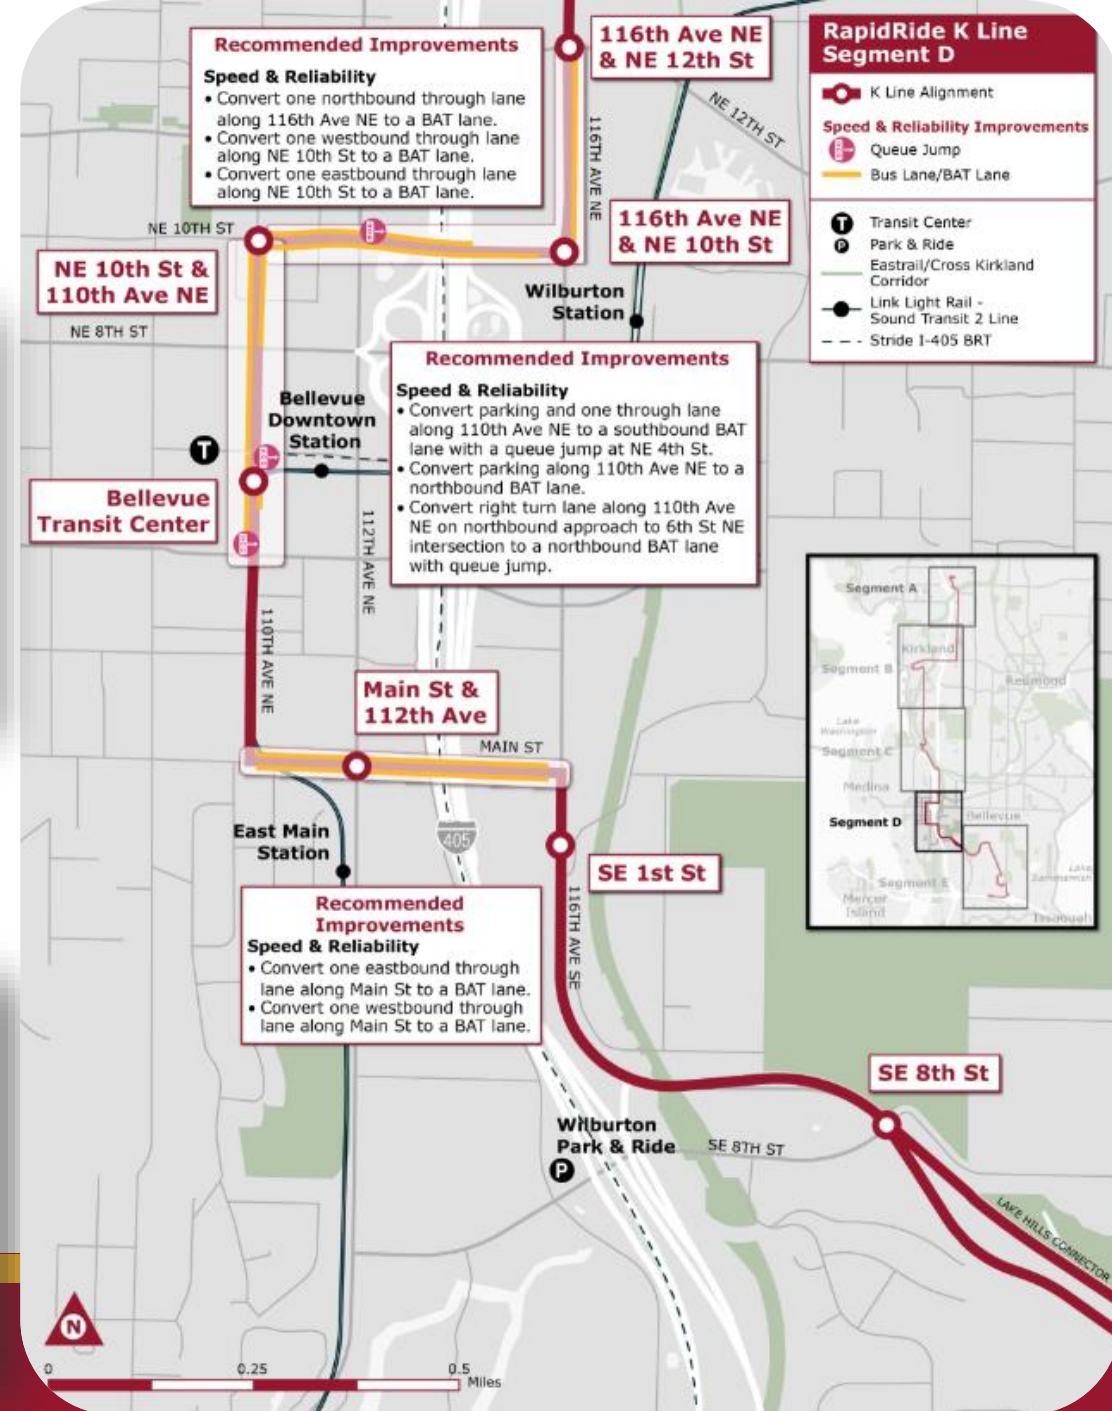 Recommended Improvements
Speed & Reliability
• Convert one northbound through lane
along 116th Ave NE to a BAT lane.
• Convert one westbound through lane
along NE 10th St to a BAT lane.
• Convert one eastbound through lane
along NE 10th St to a BAT lane.
116th Ave NE
& NE 12th St
RapidRide K Line
Segment D
K Line Alignment
Speed & Reliability Improvements
Queue Jump
Bus Lane/BAT Lane
T
Transit Center
P
Park & Ride
Eastrail/Cross Kirkland
Corridor
Link Light Rail -
Sound Transit 2 Line
Stride I-405 BRT
NE 12TH ST
116TH AVE NE
116th Ave NE
& NE 10th St
NE 10TH ST
NE 10th St &
110th Ave NE
NE 8TH ST
Wilburton
Station
Recommended Improvements
Speed & Reliability
• Convert parking and one through lane
along 110th Ave NE to a southbound BAT
lane with a queue jump at NE 4th St.
• Convert parking along 110th Ave NE to a
northbound BAT lane.
• Convert right turn lane along 110th Ave
NE on northbound approach to 6th St NE
intersection to a northbound BAT lane
with queue jump.
Bellevue
Downtown
Station
T
Bellevue
Transit Center
112TH AVE NE
110TH AVE NE
Main St &
112th Ave
MAIN ST
405
East Main
Station
SE 1st St
116TH AVE SE
Recommended
Improvements
Speed & Reliability
• Convert one eastbound through
lane along Main St to a BAT lane.
• Convert one westbound through
lane along Main St to a BAT lane.
Segment A
Kirkland
Segment B
Redmond
Lake
Washington
Segment C
Medina
Segment D
Bellevue
Segment E
Lake
Sammamish
Mercer
Island
Issaquah
SE 8th St
Wilburton
Park & Ride
P
SE 8TH ST
LAKE HILLS CONNECTOR
N
0
0.25
0.5
Miles